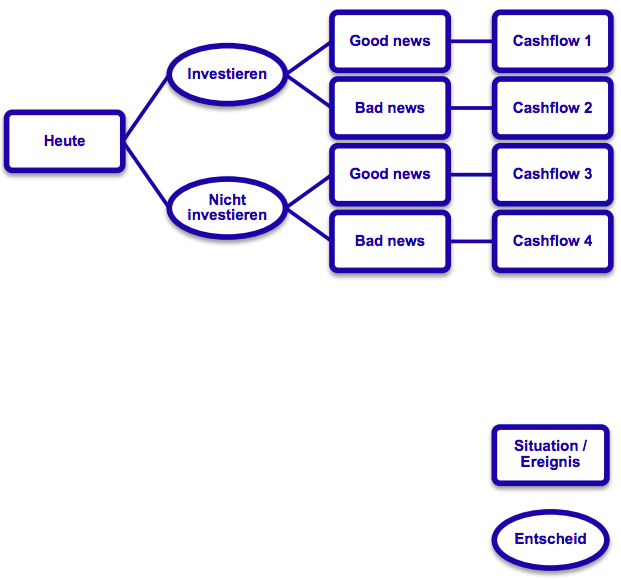 Heute
Investieren
Nicht
investieren
Good news
Cashflow 1
Bad news
Cashflow 2
Good news
Cashflow 3
Bad news
Cashflow 4
Situation /
Ereignis
Entscheid